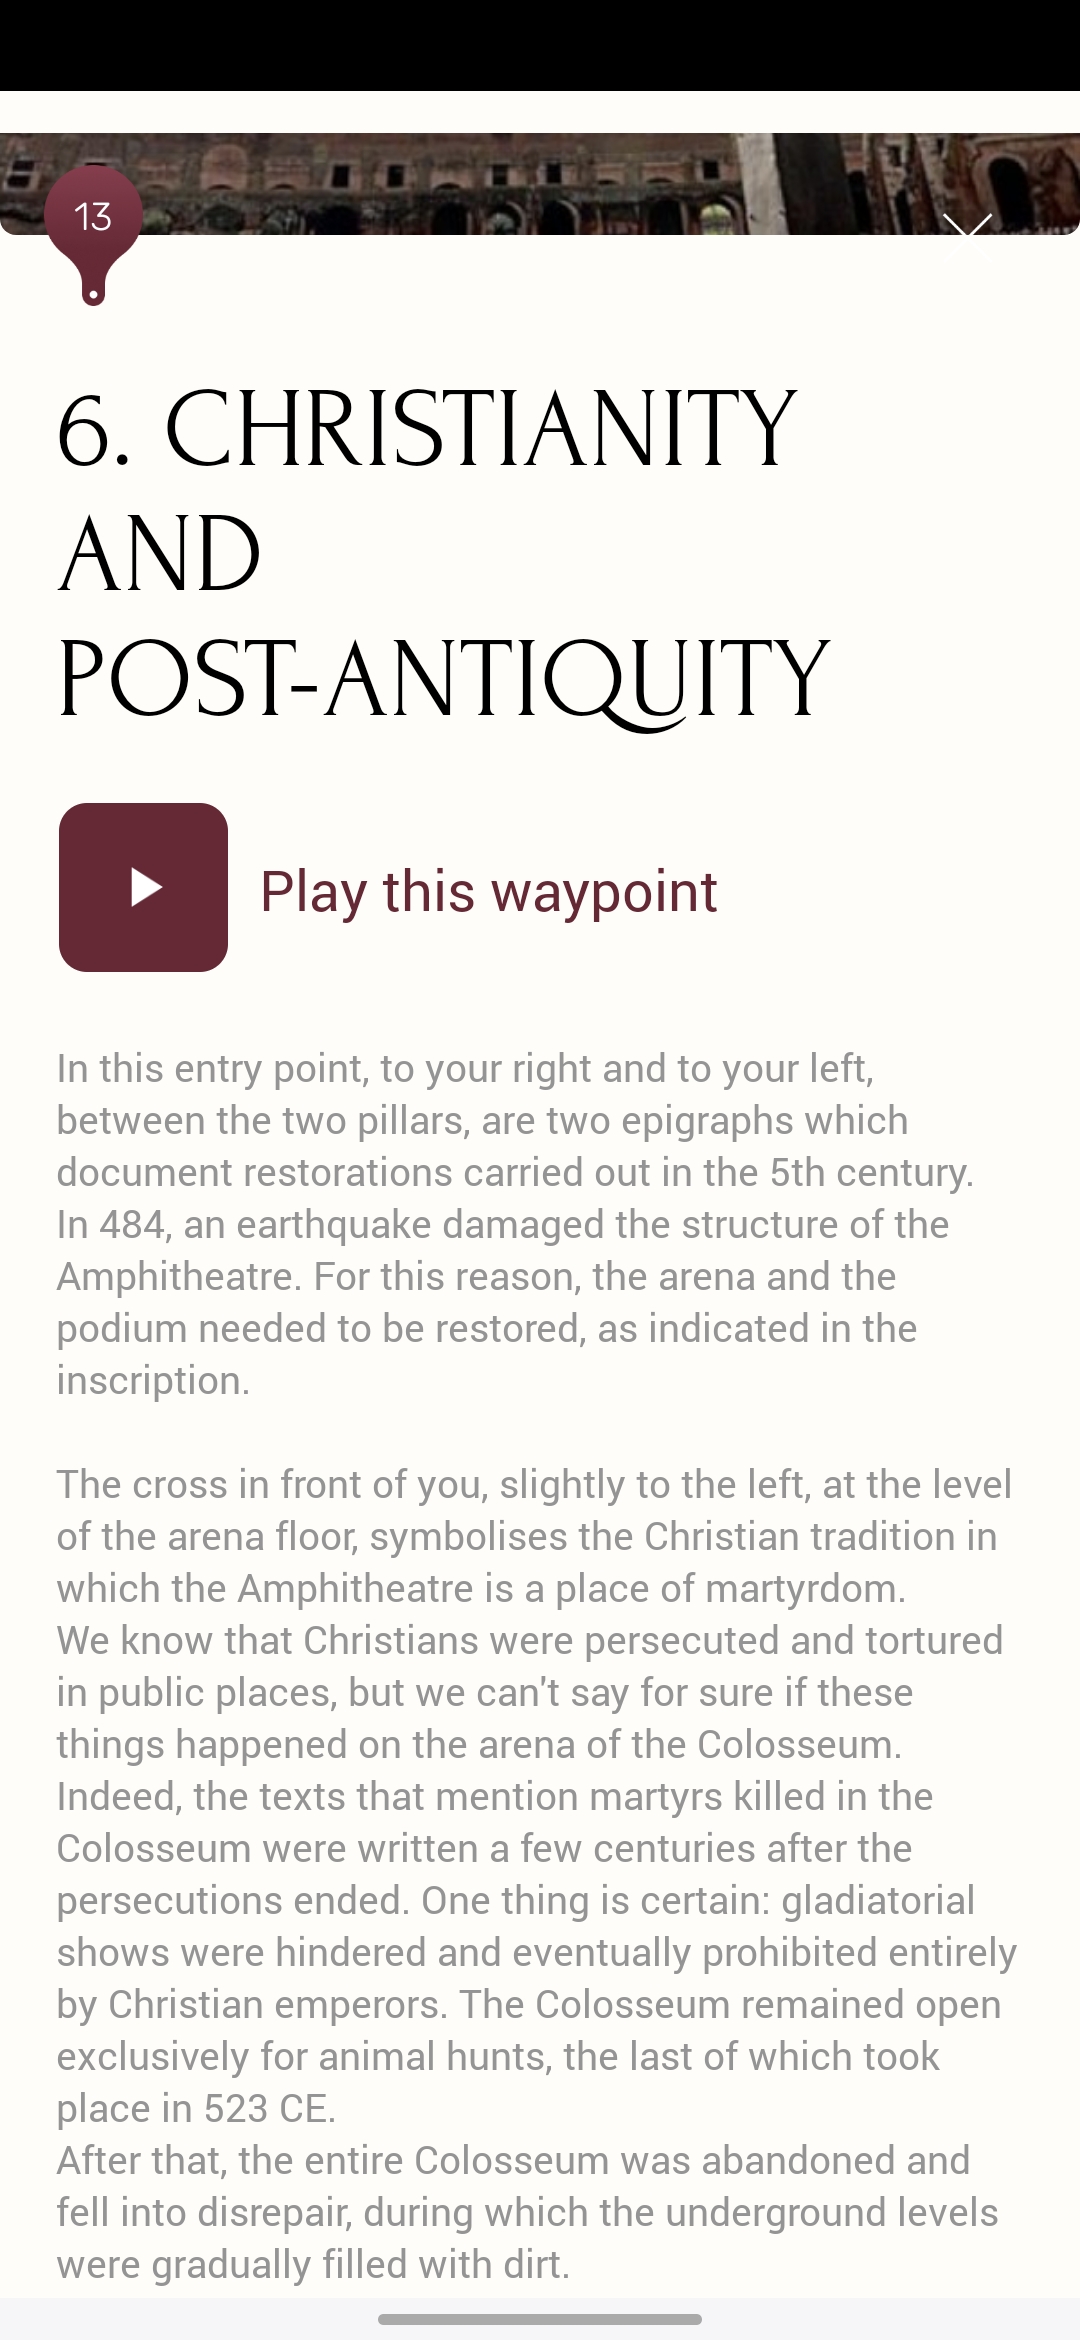 13
6. CHRISTIANITY
AND
POST-ANTIQUITY
Play this waypoint
In this entry point, to your right and to your left,
between the two pillars, are two epigraphs which
document restorations carried out in the 5th century.
In 484, an earthquake damaged the structure of the
Amphitheatre. For this reason, the arena and the
podium needed to be restored, as indicated in the
inscription.
The cross in front of you, slightly to the left, at the level
of the arena floor, symbolises the Christian tradition in
which the Amphitheatre is a place of martyrdom.
We know that Christians were persecuted and tortured
in public places, but we can't say for sure if these
things happened on the arena of the Colosseum.
Indeed, the texts that mention martyrs killed in the
Colosseum were written a few centuries after the
persecutions ended. One thing is certain: gladiatorial
shows were hindered and eventually prohibited entirely
by Christian emperors. The Colosseum remained open
exclusively for animal hunts, the last of which took
place in 523 CE.
After that, the entire Colosseum was abandoned and
fell into disrepair, during which the underground levels
were gradually filled with dirt.